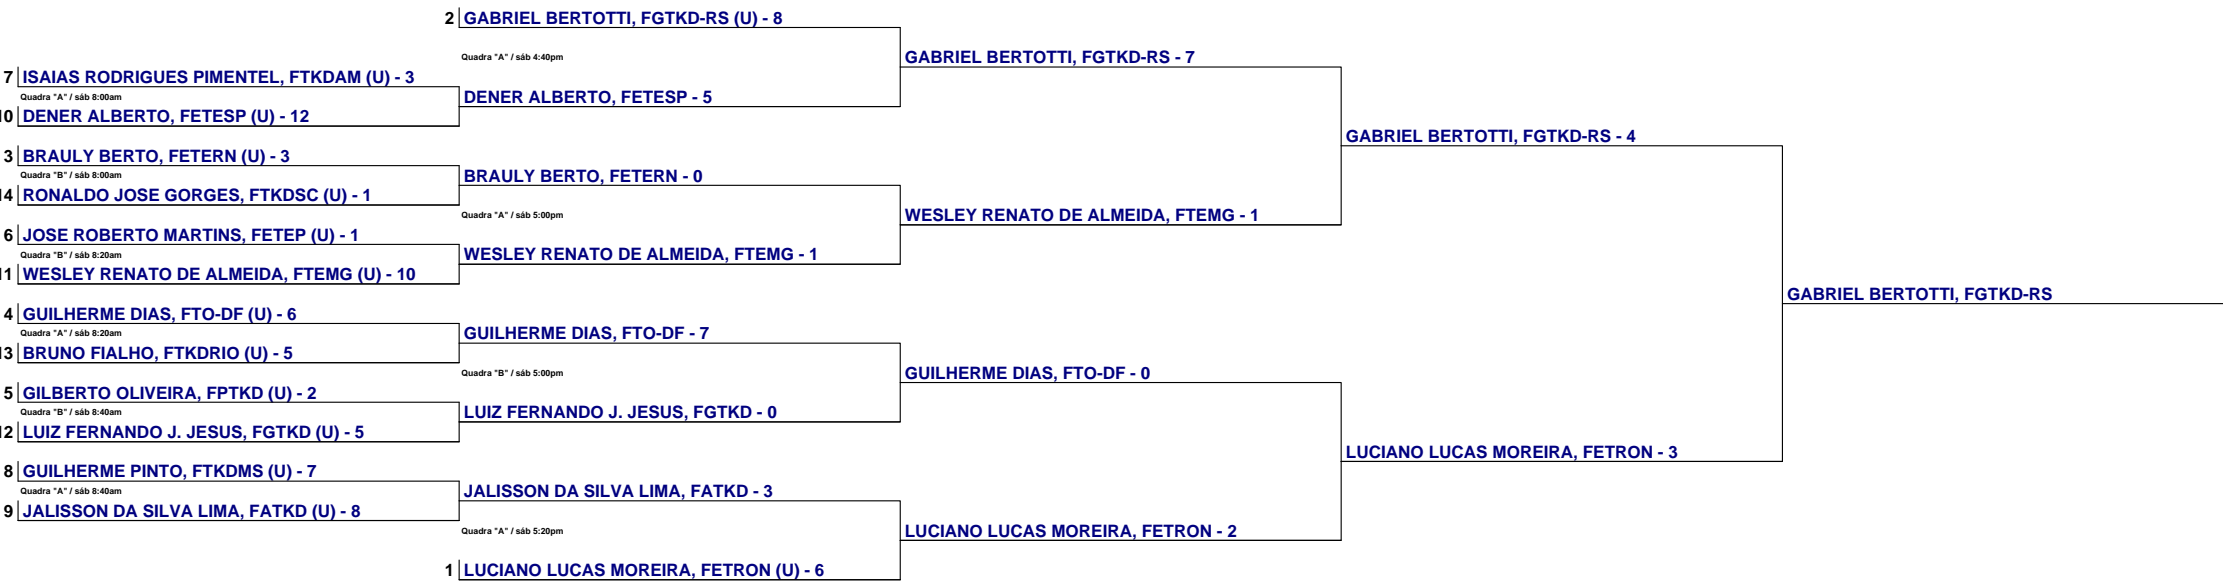 2 GABRIEL BERTOTTI, FGTKD-RS (U) - 8
Quadra "A" / sáb 4:40pm
GABRIEL BERTOTTI, FGTKD-RS - 7
7 ISAIAS RODRIGUES PIMENTEL, FTKDAM (U) - 3
Quadra "A" / sáb 8:00am
DENER ALBERTO, FETESP - 5
10 DENER ALBERTO, FETESP (U) - 12
GABRIEL BERTOTTI, FGTKD-RS - 4
3 BRAULY BERTO, FETERN (U) - 3
Quadra "B" / sáb 8:00am
BRAULY BERTO, FETERN - 0
14 RONALDO JOSE GORGES, FTKDSC (U) - 1
Quadra "A" / sáb 5:00pm
WESLEY RENATO DE ALMEIDA, FTEMG - 1
6 JOSE ROBERTO MARTINS, FETEP (U) - 1
Quadra "B" / sáb 8:20am
WESLEY RENATO DE ALMEIDA, FTEMG - 1
11 WESLEY RENATO DE ALMEIDA, FTEMG (U) - 10
GABRIEL BERTOTTI, FGTKD-RS
4 GUILHERME DIAS, FTO-DF (U) - 6
Quadra "A" / sáb 8:20am
GUILHERME DIAS, FTO-DF - 7
13 BRUNO FIALHO, FTKDRIO (U) - 5
Quadra "B" / sáb 5:00pm
GUILHERME DIAS, FTO-DF - 0
5 GILBERTO OLIVEIRA, FPTKD (U) - 2
Quadra "B" / sáb 8:40am
LUIZ FERNANDO J. JESUS, FGTKD - 0
12 LUIZ FERNANDO J. JESUS, FGTKD (U) - 5
LUCIANO LUCAS MOREIRA, FETRON - 3
8 GUILHERME PINTO, FTKDMS (U) - 7
Quadra "A" / sáb 8:40am
JALISSON DA SILVA LIMA, FATKD - 3
9 JALISSON DA SILVA LIMA, FATKD (U) - 8
Quadra "A" / sáb 5:20pm
LUCIANO LUCAS MOREIRA, FETRON - 2
1 LUCIANO LUCAS MOREIRA, FETRON (U) - 6